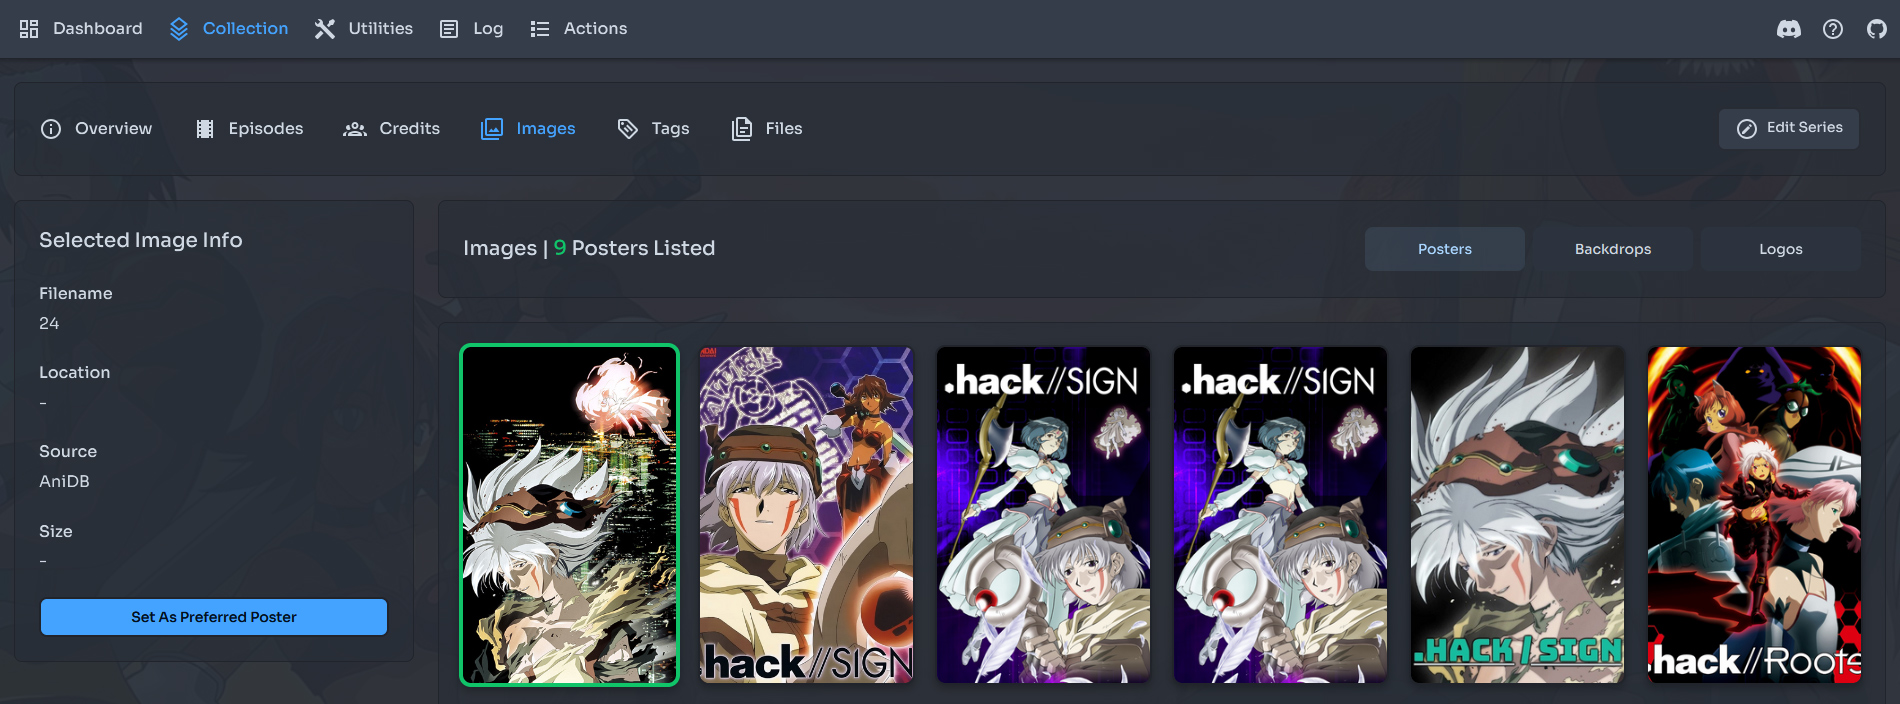 Dashboard
Collection
Utilities
Log
Actions
Overview
Episodes
Credits
Images
Tags
Files
Edit Series
Selected Image Info
Filename
24
Location
-
Source
AniDB
Size
-
Set As Preferred Poster
Images | 9 Posters Listed
Posters
Backdrops
Logos
.hack//SIGN
.hack//SIGN
.hack//SIGN
.HACK/SIGN
.hack//Roots